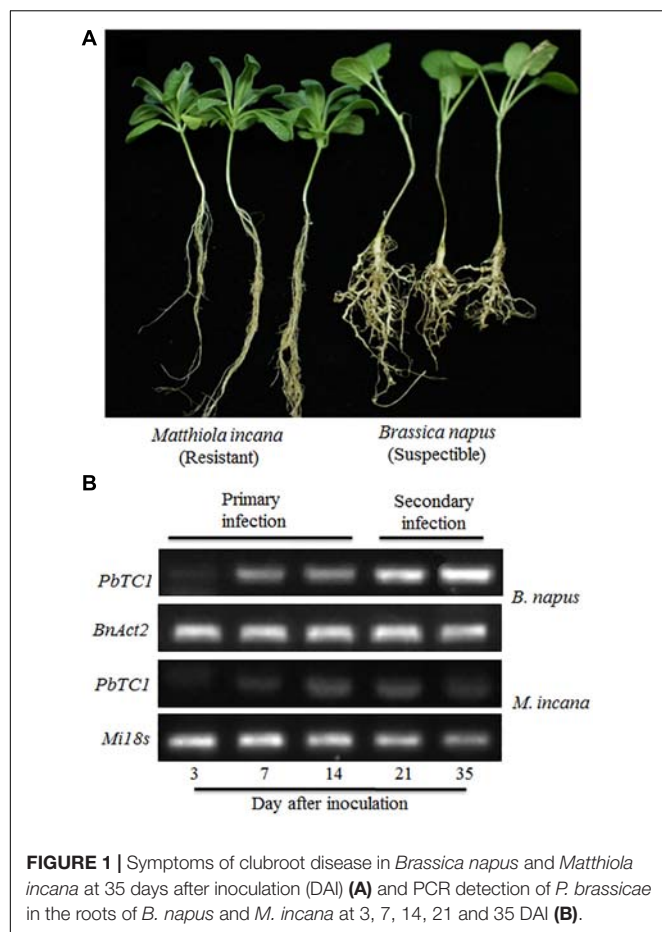 A
Matthiola incana Brassica napus
(Resistant) (Suspectible)
B
Primary infection Secondary infection
PbTC1 B. napus
BnAct2
PbTC1 M. incana
Mi18s
3 7 14 21 35
Day after inoculation
FIGURE 1 | Symptoms of clubroot disease in Brassica napus and Matthiola
incana at 35 days after inoculation (DAI) (A) and PCR detection of P. brassicae
in the roots of B. napus and M. incana at 3, 7, 14, 21 and 35 DAI (B).